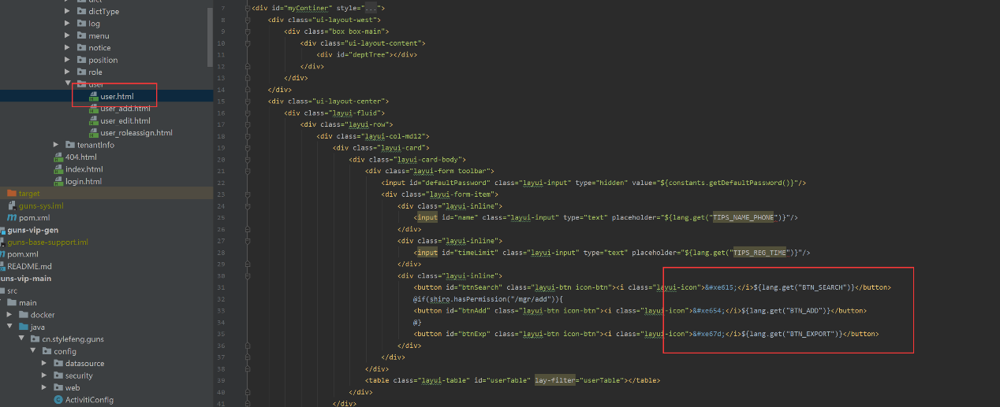 dict
dictType
log
menu
notice
position
role
user
user.html
user_add.html
user_edit.html
user_roleassign.html
tenantInfo
404.html
index.html
login.html
target
guns-sys.iml
pom.xml
guns-vip-gen
guns-base-support.iml
pom.xml
README.md
guns-vip-main
src
main
docker
java
cn.stylefeng.guns
config
datasource
security
web
ActivitiConfig
7 <div id="myContiner" style="...">
8 <div class="ui-layout-west">
9 <div class="box box-main">
10 <div class="ui-layout-content">
11 <div id="deptTree"></div>
12 </div>
13 </div>
14 </div>
15 <div class="ui-layout-center">
16 <div class="layui-fluid">
17 <div class="layui-row">
18 <div class="layui-col-md12">
19 <div class="layui-card">
20 <div class="layui-card-body">
21 <div class="layui-form toolbar">
22 <input id="defaultPassword" class="layui-input" type="hidden" value="${constants.getDefaultPassword()}"/>
23 <div class="layui-form-item">
24 <div class="layui-inline">
25 <input id="name" class="layui-input" type="text" placeholder="${lang.get("TIPS_NAME_PHONE")}"/>
26 </div>
27 <div class="layui-inline">
28 <input id="timeLimit" class="layui-input" type="text" placeholder="${lang.get("TIPS_REG_TIME")}"/>
29 </div>
30 <div class="layui-inline">
31 <button id="btnSearch" class="layui-btn icon-btn"><i class="layui-icon">&#xe615;</i>${lang.get("BTN_SEARCH")}</button>
32 @if(shiro.hasPermission("/mgr/add")){
33 <button id="btnAdd" class="layui-btn icon-btn"><i class="layui-icon">&#xe654;</i>${lang.get("BTN_ADD")}</button>
34 @}
35 <button id="btnExp" class="layui-btn icon-btn"><i class="layui-icon">&#xe67d;</i>${lang.get("BTN_EXPORT")}</button>
36 </div>
37 </div>
38 </div>
39 <table class="layui-table" id="userTable" lay-filter="userTable"></table>
40 </div>
41 </div>